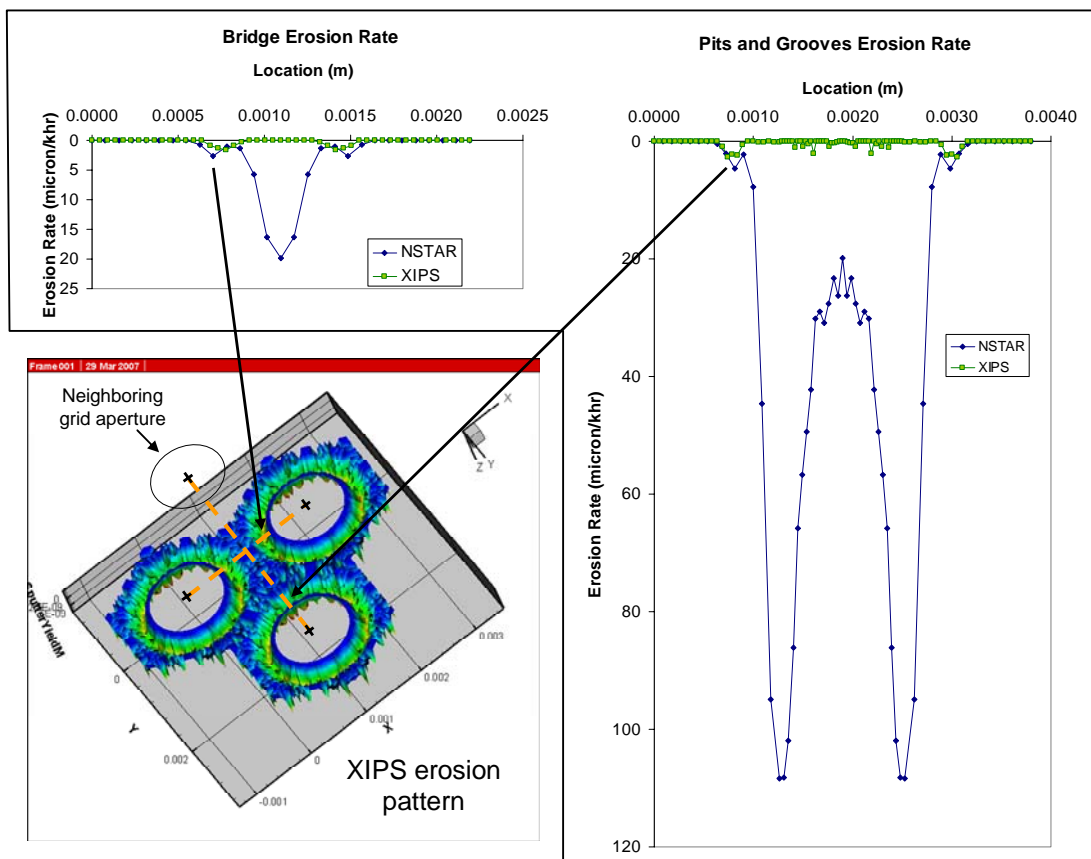 Bridge Erosion Rate
Location (m)
0.0000 0.0005 0.0010 0.0015 0.0020 0.0025
Erosion Rate (micron/khr)
0
5
10
15
20
25
NSTAR
XIPS
Pits and Grooves Erosion Rate
Location (m)
0.0000 0.0010 0.0020 0.0030 0.0040
Erosion Rate (micron/khr)
0
20
40
60
80
100
120
NSTAR
XIPS
Frame 001 | 29 Mar 2007
Neighboring
grid aperture
X
Y
Z
0
0.002
Y
-0.001
0
0.001
0.002
0.003
X
XIPS erosion
pattern